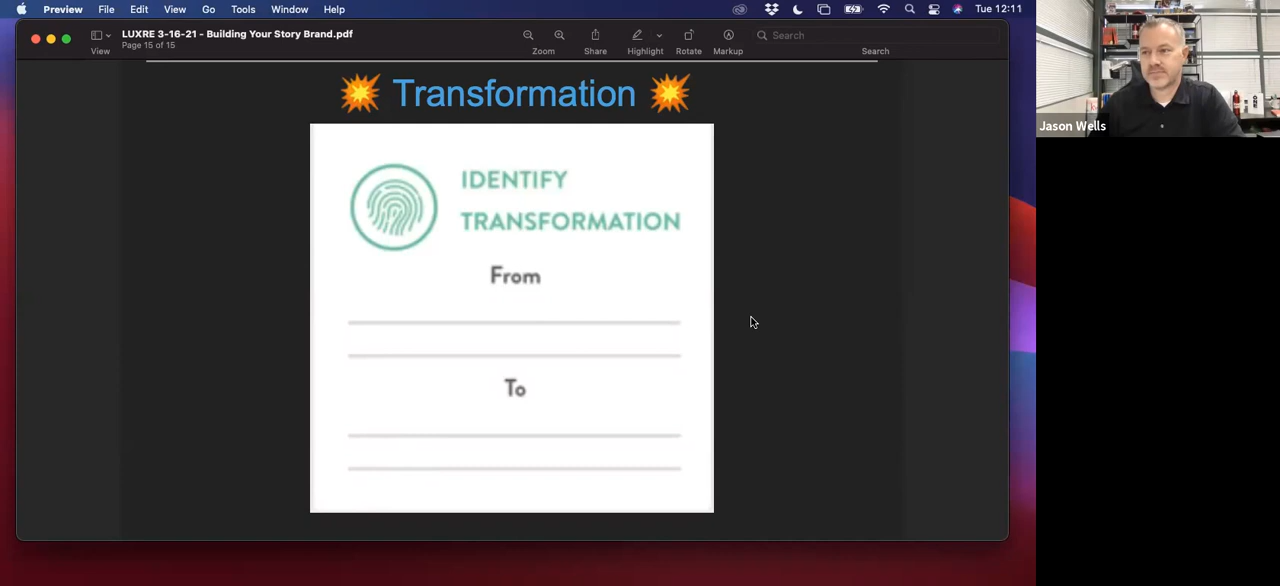 Preview File Edit View Go Tools Window Help Tue 12:11
LUXRE 3-16-21 - Building Your Story Brand.pdf
Page 15 of 15
Search
View Zoom Share Highlight Rotate Markup Search
Jason Wells
💥 Transformation 💥
IDENTIFY
TRANSFORMATION
From
To